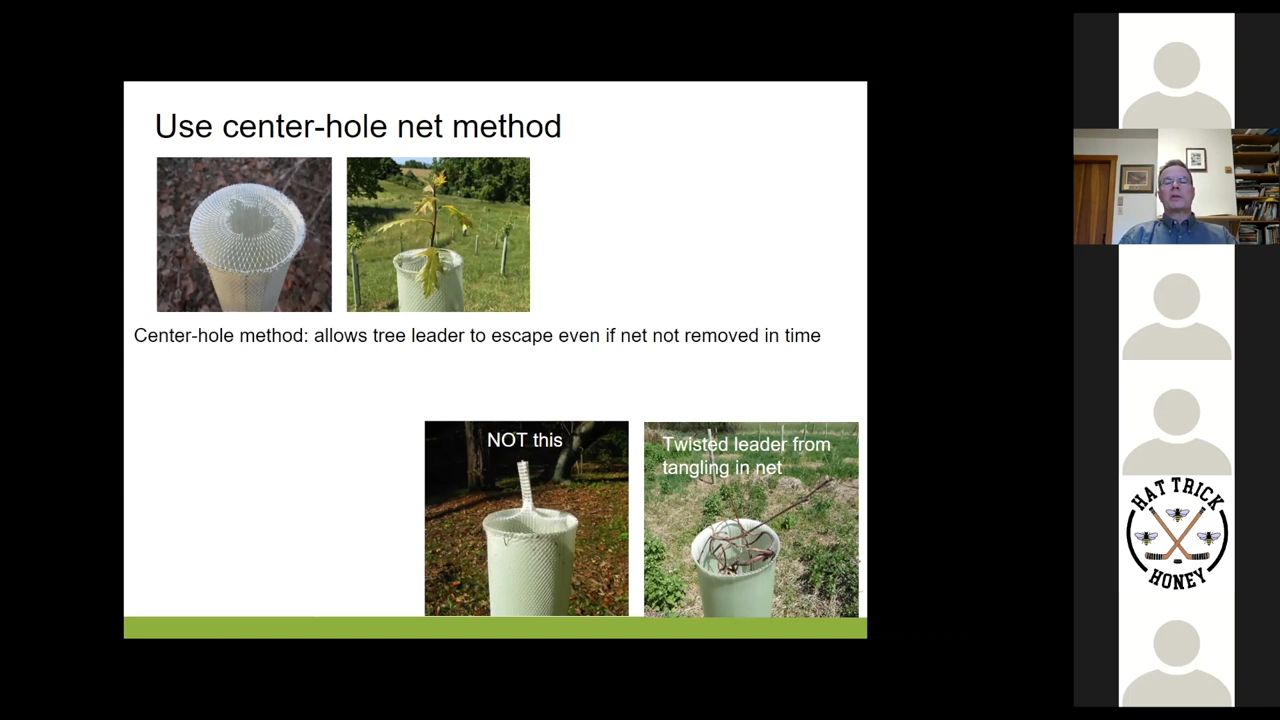 Use center-hole net method
Center-hole method: allows tree leader to escape even if net not removed in time
NOT this
Twisted leader from
tangling in net
HAT TRICK
HONEY